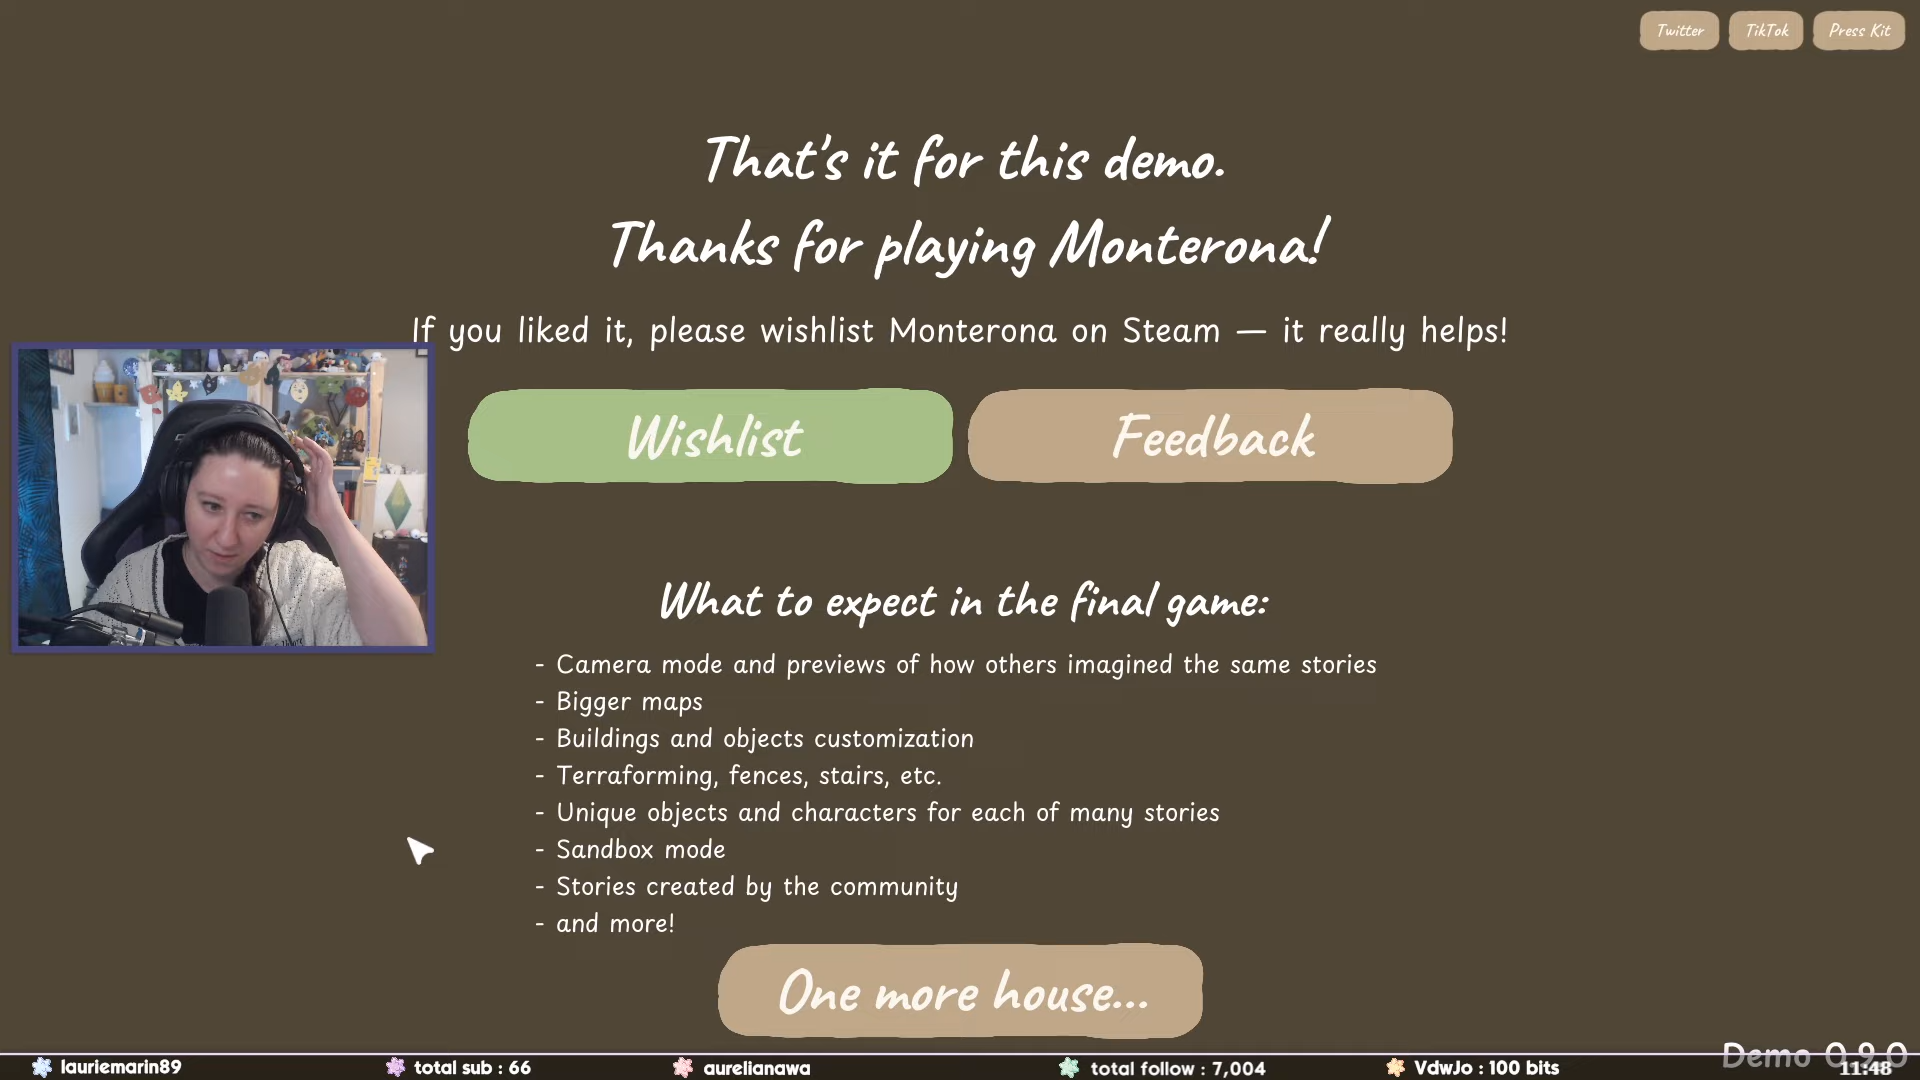 Twitter TikTok Press Kit
That's it for this demo.
Thanks for playing Monterona!
If you liked it, please wishlist Monterona on Steam — it really helps!
Wishlist Feedback
What to expect in the final game:
- Camera mode and previews of how others imagined the same stories
- Bigger maps
- Buildings and objects customization
- Terraforming, fences, stairs, etc.
- Unique objects and characters for each of many stories
- Sandbox mode
- Stories created by the community
- and more!
One more house...
Demo 0.9.0
lauriemarin89 total sub : 66 aurelianawa total follow : 7,004 VdwJo : 100 bits 11:48